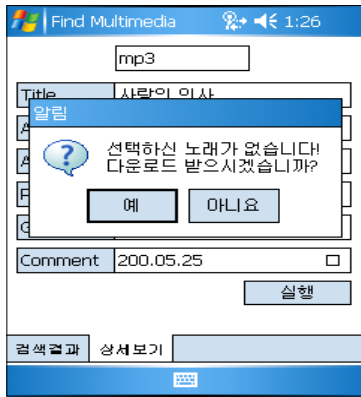 Find Multimedia 1:26
mp3
Title 사랑의 인사
알림
A
A
선택하신 노래가 없습니다!
다운로드 받으시겠습니까?
예 아니요
Comment 200.05.25
실행
검색결과 상세보기